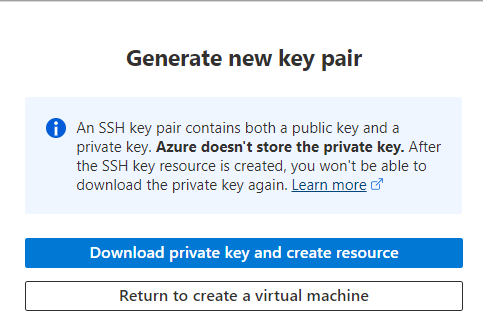 Generate new key pair
An SSH key pair contains both a public key and a
private key. Azure doesn't store the private key. After
the SSH key resource is created, you won't be able to
download the private key again. Learn more
Download private key and create resource
Return to create a virtual machine